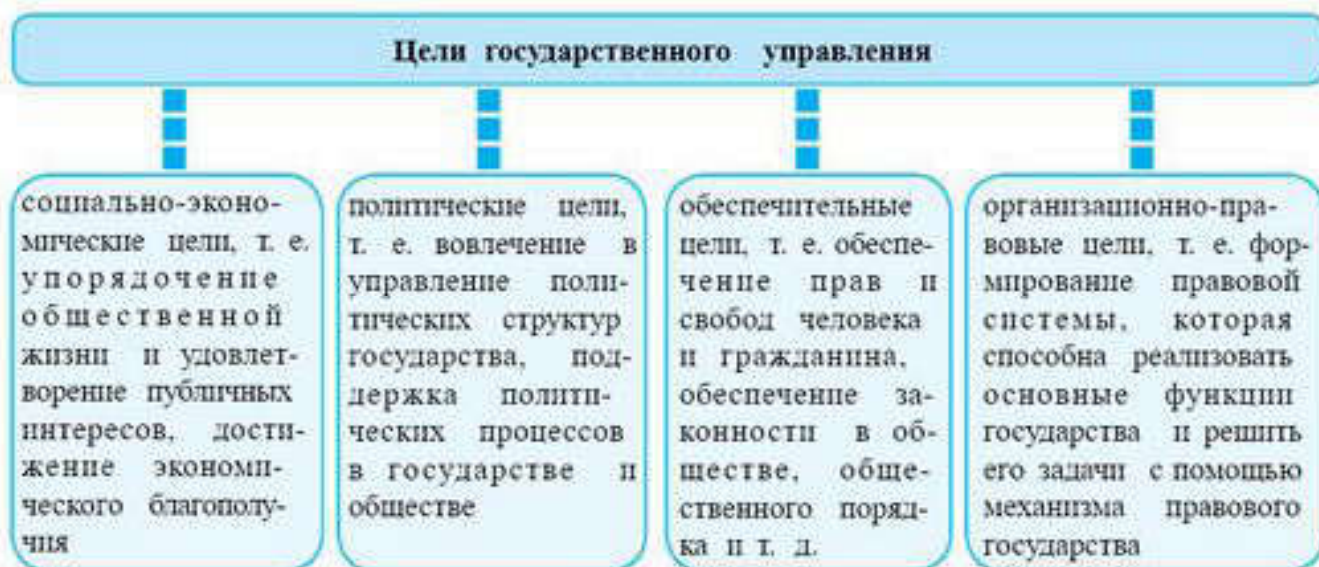 Цели государственного управления
социально-эконо-
мические цели, т. е.
упорядочение
общественной
жизни и удовлет-
ворение публичных
интересов, дости-
жение экономи-
ческого благополу-
чия
политические цели,
т. е. вовлечение в
управление поли-
тических структур
государства, под-
держка полити-
ческих процессов
в государстве и
обществе
обеспечительные
цели, т. е. обеспе-
чение прав и
свобод человека
и гражданина,
обеспечение за-
конности в об-
ществе, обще-
ственного поряд-
ка и т. д.
организационно-пра-
вовые цели, т. е. фор-
мирование правовой
системы, которая
способна реализовать
основные функции
государства и решить
его задачи с помощью
механизма правового
государства